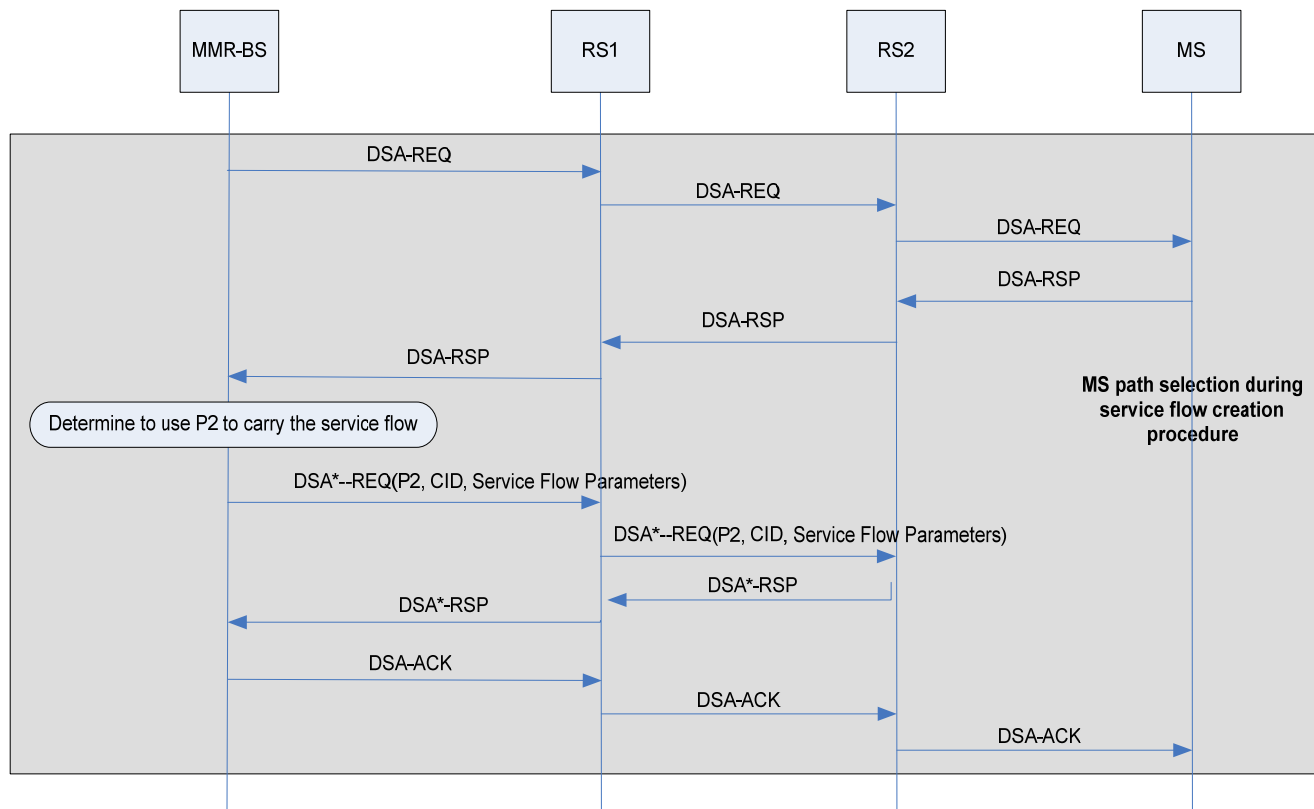 MMR-BS
RS1
RS2
MS
DSA-REQ
DSA-REQ
DSA-REQ
DSA-RSP
DSA-RSP
DSA-RSP
MS path selection during
service flow creation
procedure
Determine to use P2 to carry the service flow
DSA*--REQ(P2, CID, Service Flow Parameters)
DSA*--REQ(P2, CID, Service Flow Parameters)
DSA*-RSP
DSA*-RSP
DSA-ACK
DSA-ACK
DSA-ACK